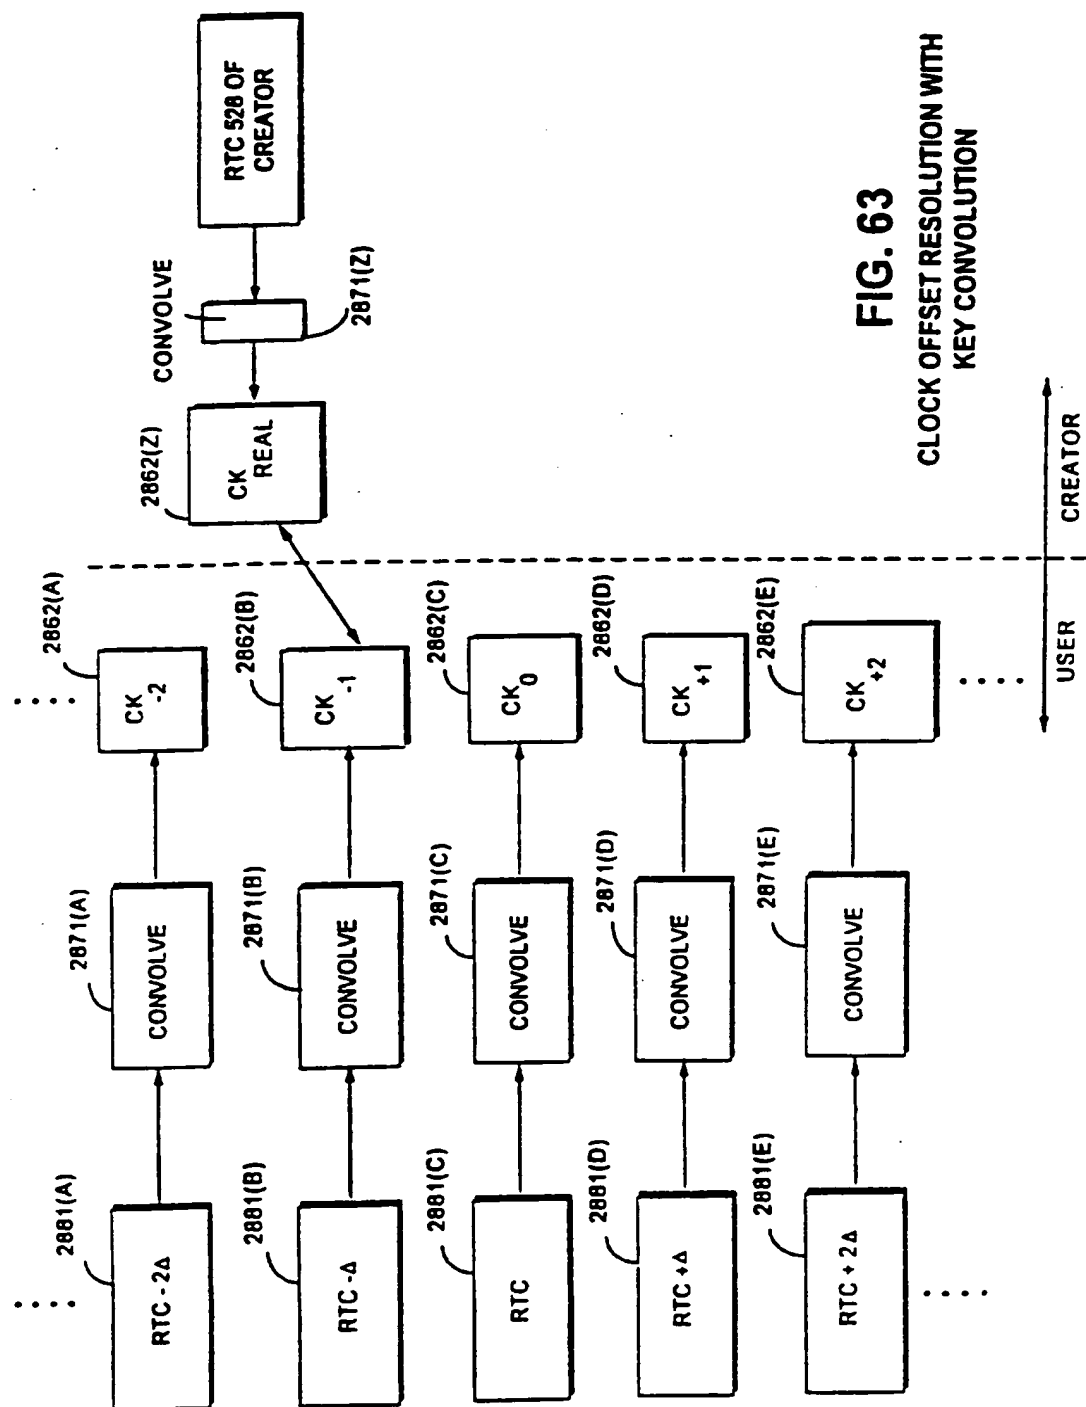 2881(A)
RTC - 2Δ
2871(A)
CONVOLVE
2862(A)
CK -2
2881(B)
RTC -Δ
2871(B)
CONVOLVE
2862(B)
CK -1
2881(C)
RTC
2871(C)
CONVOLVE
2862(C)
CK 0
2881(D)
RTC +Δ
2871(D)
CONVOLVE
2862(D)
CK +1
2881(E)
RTC + 2Δ
2871(E)
CONVOLVE
2862(E)
CK +2
2862(Z)
CK REAL
CONVOLVE
2871(Z)
RTC 528 OF
CREATOR
USER
CREATOR
FIG. 63
CLOCK OFFSET RESOLUTION WITH
KEY CONVOLUTION